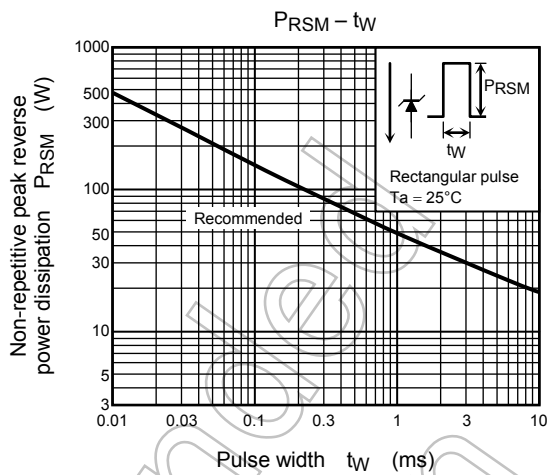 PRSM – tW
Non-repetitive peak reverse
power dissipation PRSM (W)
1000
500
300
100
50
30
10
5
3
0.01
0.03
0.1
0.3
1
3
10
Pulse width tW (ms)
PRSM
tW
Rectangular pulse
Ta = 25°C
Recommended